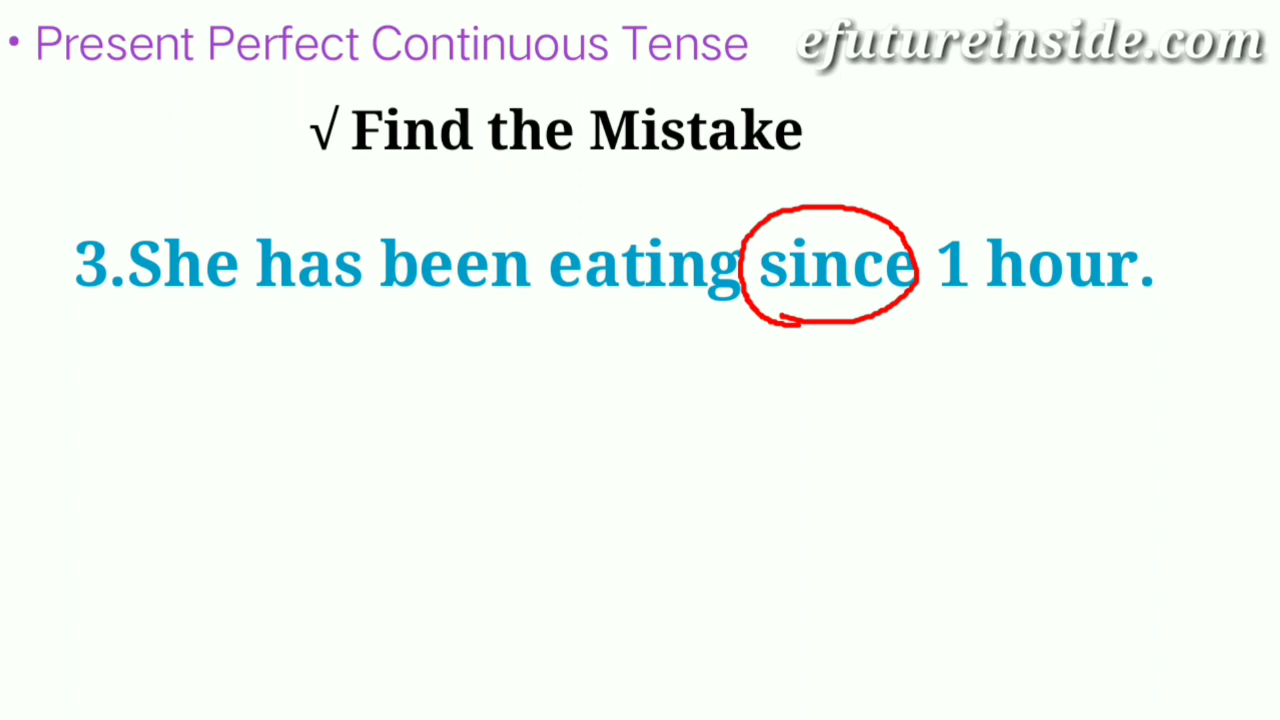 • Present Perfect Continuous Tense efutureinside.com
√ Find the Mistake
3.She has been eating since 1 hour.